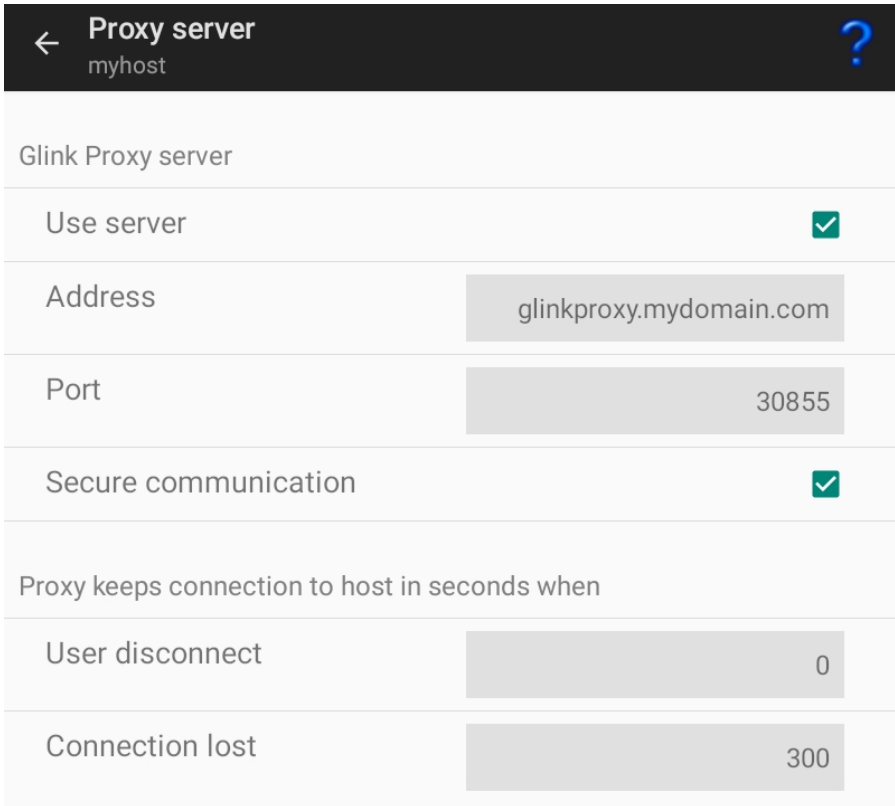 Proxy server
myhost
Glink Proxy server
Use server
Address
glinkproxy.mydomain.com
Port
30855
Secure communication
Proxy keeps connection to host in seconds when
User disconnect
0
Connection lost
300